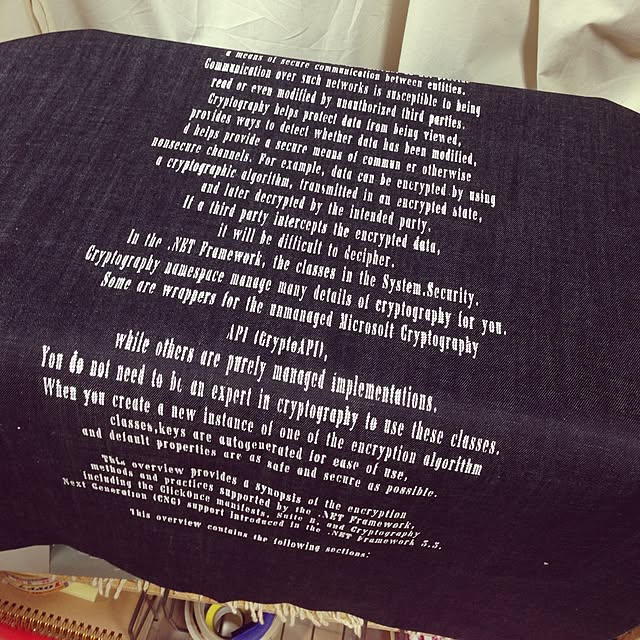 a means of secure communication between entities.
Communication over such networks is susceptible to being
read or even modified by unauthorized third parties.
Cryptography helps protect data from being viewed,
provides ways to detect whether data has been modified,
d helps provide a secure means of commun er otherwise
nonsecure channels. For example, data can be encrypted by using
a cryptographic algorithm, transmitted in an encrypted state,
and later decrypted by the intended party.
If a third party intercepts the encrypted data,
it will be difficult to decipher.
In the .NET Framework, the classes in the System.Security.
Cryptography namespace manage many details of cryptography for you.
Some are wrappers for the unmanaged Microsoft Cryptography
API (CryptoAPI),
while others are purely managed implementations.
You do not need to be an expert in cryptography to use these classes.
When you create a new instance of one of the encryption algorithm
classes,keys are autogenerated for ease of use,
and default properties are as safe and secure as possible.
This overview provides a synopsis of the encryption
methods and practices supported by the .NET Framework,
including the ClickOnce manifests, Suite B, and Cryptography
Next Generation (CNG) support introduced in the .NET Framework 3.5.
This overview contains the following sections: